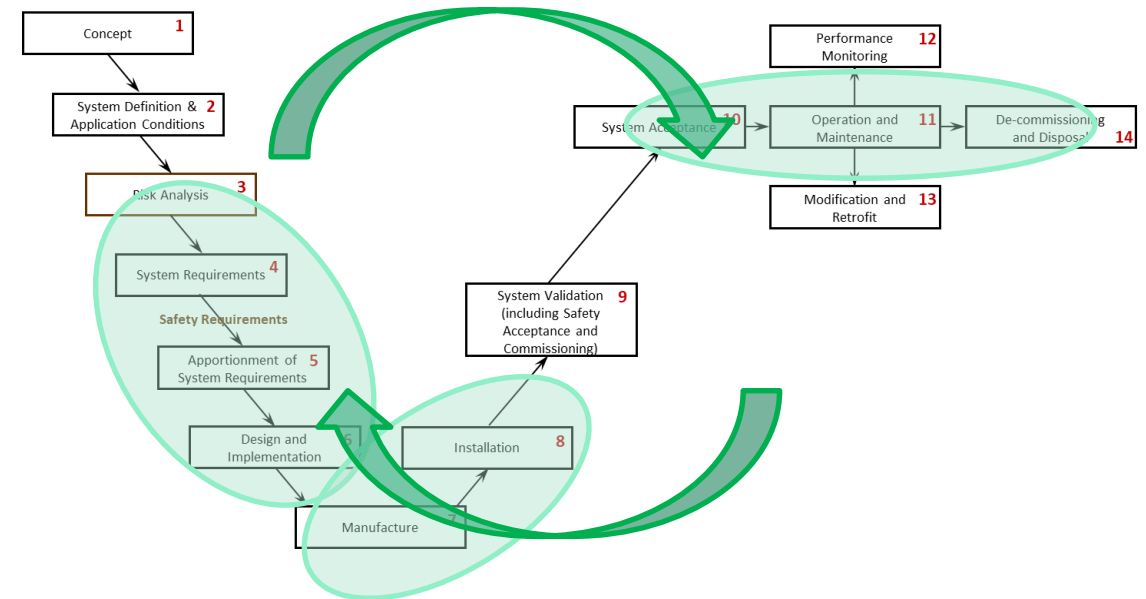 Concept
1
System Definition &
Application Conditions
2
Risk Analysis
3
System Requirements
4
Safety Requirements
Apportionment of
System Requirements
5
Design and
Implementation
6
Manufacture
7
Installation
8
System Validation
(including Safety
Acceptance and
Commissioning)
9
System Acceptance
10
Operation and
Maintenance
11
Performance
Monitoring
12
Modification and
Retrofit
13
De-commissioning
and Disposal
14